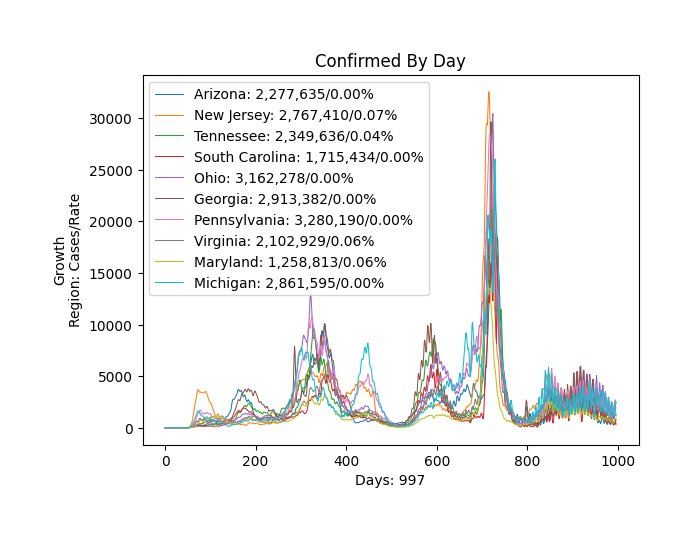 Confirmed By Day
Growth
Region: Cases/Rate
30000
25000
20000
15000
10000
5000
0
Arizona: 2,277,635/0.00%
New Jersey: 2,767,410/0.07%
Tennessee: 2,349,636/0.04%
South Carolina: 1,715,434/0.00%
Ohio: 3,162,278/0.00%
Georgia: 2,913,382/0.00%
Pennsylvania: 3,280,190/0.00%
Virginia: 2,102,929/0.06%
Maryland: 1,258,813/0.06%
Michigan: 2,861,595/0.00%
0 200 400 600 800 1000
Days: 997